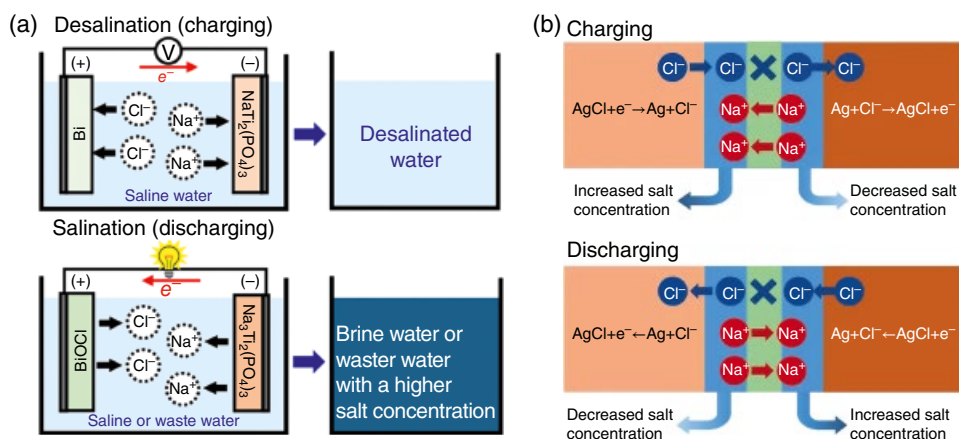 (a)
Desalination (charging)
(+)
V
(−)
e⁻
Bi
Cl⁻
Cl⁻
Na⁺
Na⁺
NaTi₂(PO₄)₃
Saline water
Desalinated
water
Salination (discharging)
(+)
(−)
e⁻
BiOCl
Cl⁻
Cl⁻
Na⁺
Na⁺
Na₃Ti₂(PO₄)₃
Saline or waste water
Brine water or
waster water
with a higher
salt concentration
(b)
Charging
Cl⁻ Cl⁻ Cl⁻ Cl⁻
AgCl+e⁻→Ag+Cl⁻ Na⁺ Na⁺ Ag+Cl⁻→AgCl+e⁻
Na⁺ Na⁺
Increased salt
concentration
Decreased salt
concentration
Discharging
Cl⁻ Cl⁻ Cl⁻ Cl⁻
AgCl+e⁻←Ag+Cl⁻ Na⁺ Na⁺ Ag+Cl⁻←AgCl+e⁻
Na⁺ Na⁺
Decreased salt
concentration
Increased salt
concentration